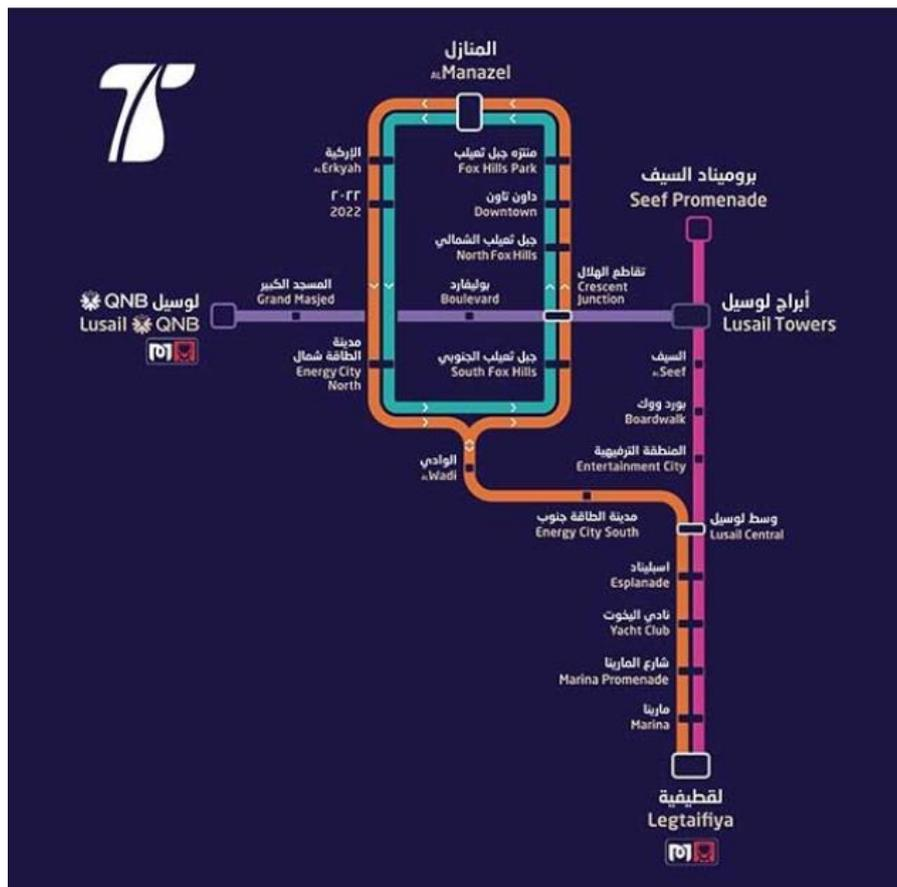 المنازل
AL Manazel
الإركية
AL Erkyah
منتزه جبل ثعيلب
Fox Hills Park
٢٠٢٢
2022
داون تاون
Downtown
بروميناد السيف
Seef Promenade
جبل ثعيلب الشمالي
North Fox Hills
تقاطع الهلال
Crescent
Junction
المسجد الكبير
Grand Masjed
بوليفارد
Boulevard
لوسيل QNB
Lusail QNB
أبراج لوسيل
Lusail Towers
مدينة
الطاقة شمال
Energy City
North
جبل ثعيلب الجنوبي
South Fox Hills
السيف
AL Seef
بورد ووك
Boardwalk
المنطقة الترفيهية
Entertainment City
الوادي
AL Wadi
مدينة الطاقة جنوب
Energy City South
وسط لوسيل
Lusail Central
اسبليناد
Esplanade
نادي اليخوت
Yacht Club
شارع المارينا
Marina Promenade
مارينا
Marina
لقطيفية
Legtaifiya